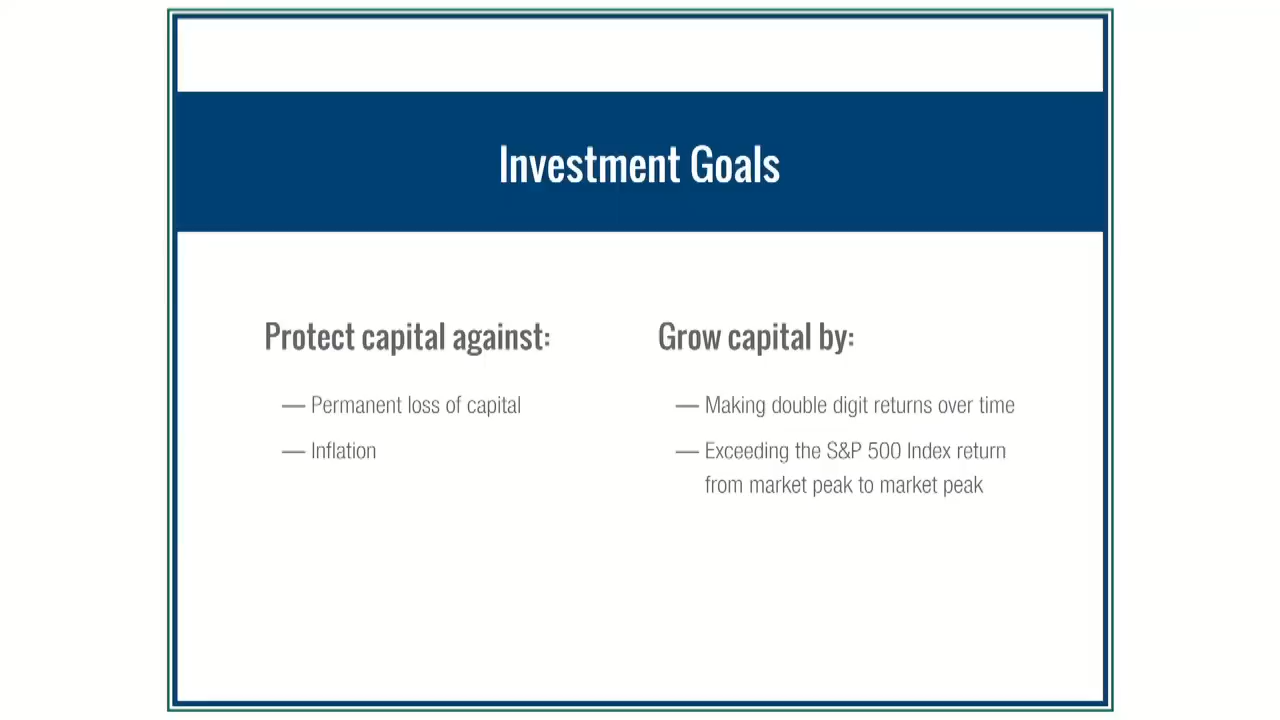 Investment Goals
Protect capital against:
— Permanent loss of capital
— Inflation
Grow capital by:
— Making double digit returns over time
— Exceeding the S&P 500 Index return
from market peak to market peak